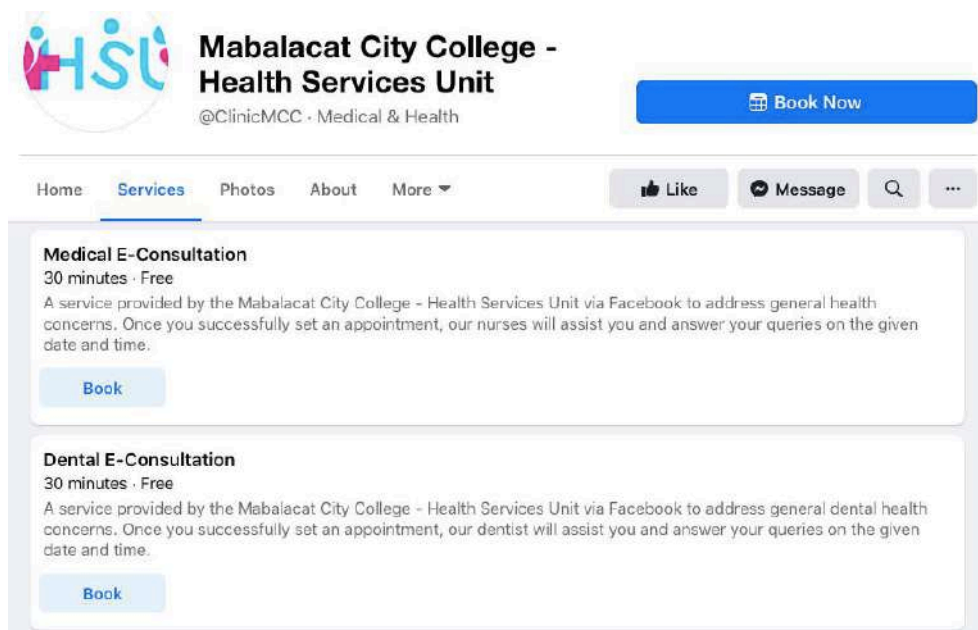 HSU
Mabalacat City College -
Health Services Unit
@ClinicMCC · Medical & Health
Book Now
Home Services Photos About More
Like Message ...
Medical E-Consultation
30 minutes · Free
A service provided by the Mabalacat City College - Health Services Unit via Facebook to address general health
concerns. Once you successfully set an appointment, our nurses will assist you and answer your queries on the given
date and time.
Book
Dental E-Consultation
30 minutes · Free
A service provided by the Mabalacat City College - Health Services Unit via Facebook to address general dental health
concerns. Once you successfully set an appointment, our dentist will assist you and answer your queries on the given
date and time.
Book